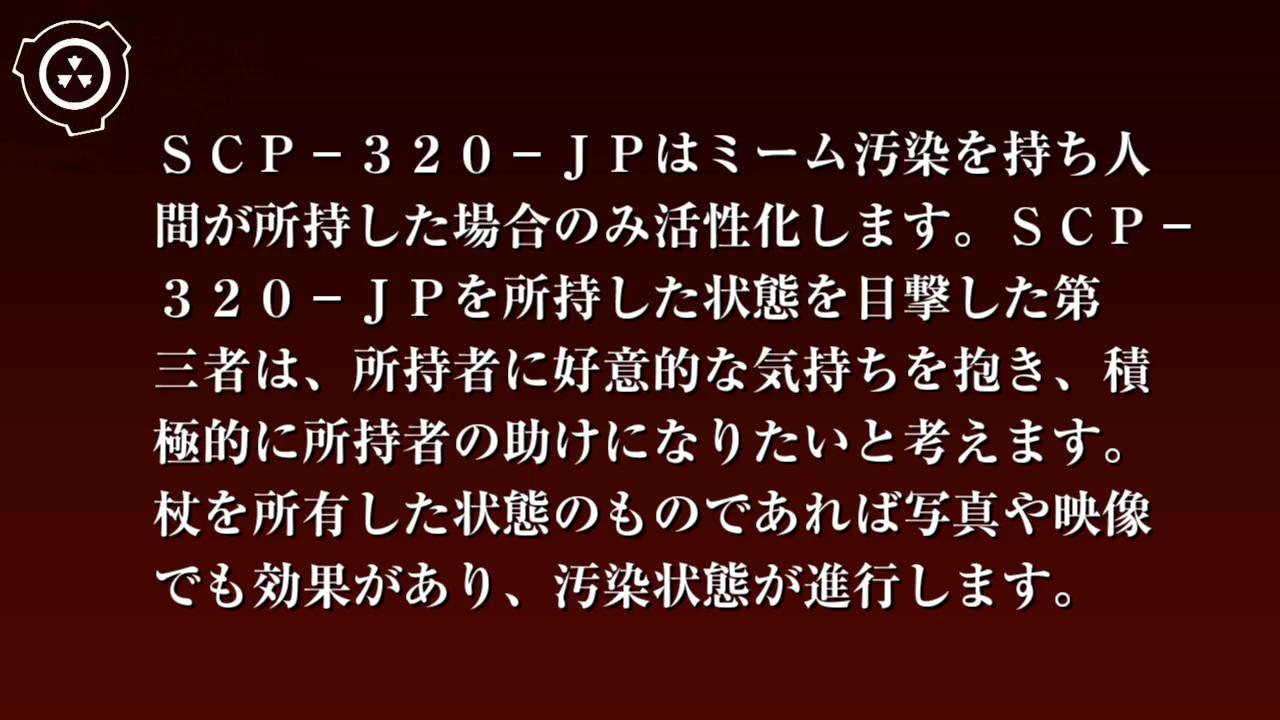 SCP－320－JPはミーム汚染を持ち人
間が所持した場合のみ活性化します。SCP－
320－JPを所持した状態を目撃した第
三者は、所持者に好意的な気持ちを抱き、積
極的に所持者の助けになりたいと考えます。
杖を所有した状態のものであれば写真や映像
でも効果があり、汚染状態が進行します。